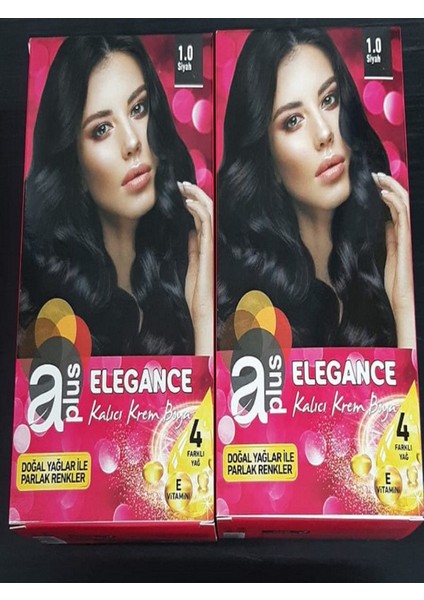 1.0
Siyah
a plus
ELEGANCE
Kalıcı Krem Boya
DOĞAL YAĞLAR İLE
PARLAK RENKLER
4
FARKLI
YAĞ
E
VİTAMİNİ
1.0
Siyah
a plus
ELEGANCE
Kalıcı Krem Boya
DOĞAL YAĞLAR İLE
PARLAK RENKLER
4
FARKLI
YAĞ
E
VİTAMİNİ